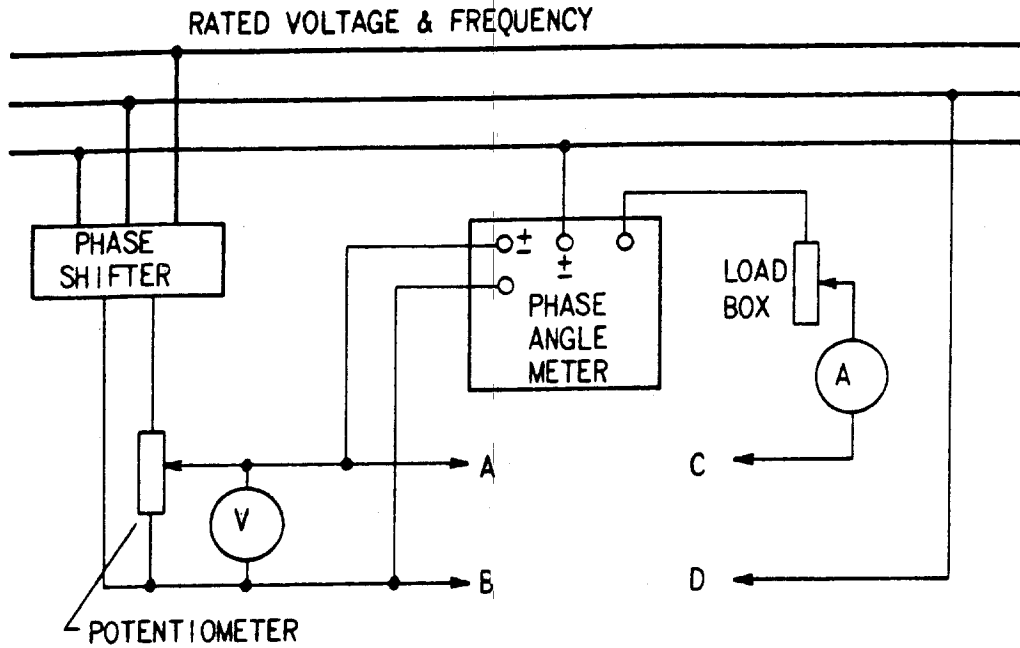 RATED VOLTAGE & FREQUENCY
PHASE
SHIFTER
±
±
PHASE
ANGLE
METER
LOAD
BOX
A
A
C
V
B
D
POTENTIOMETER